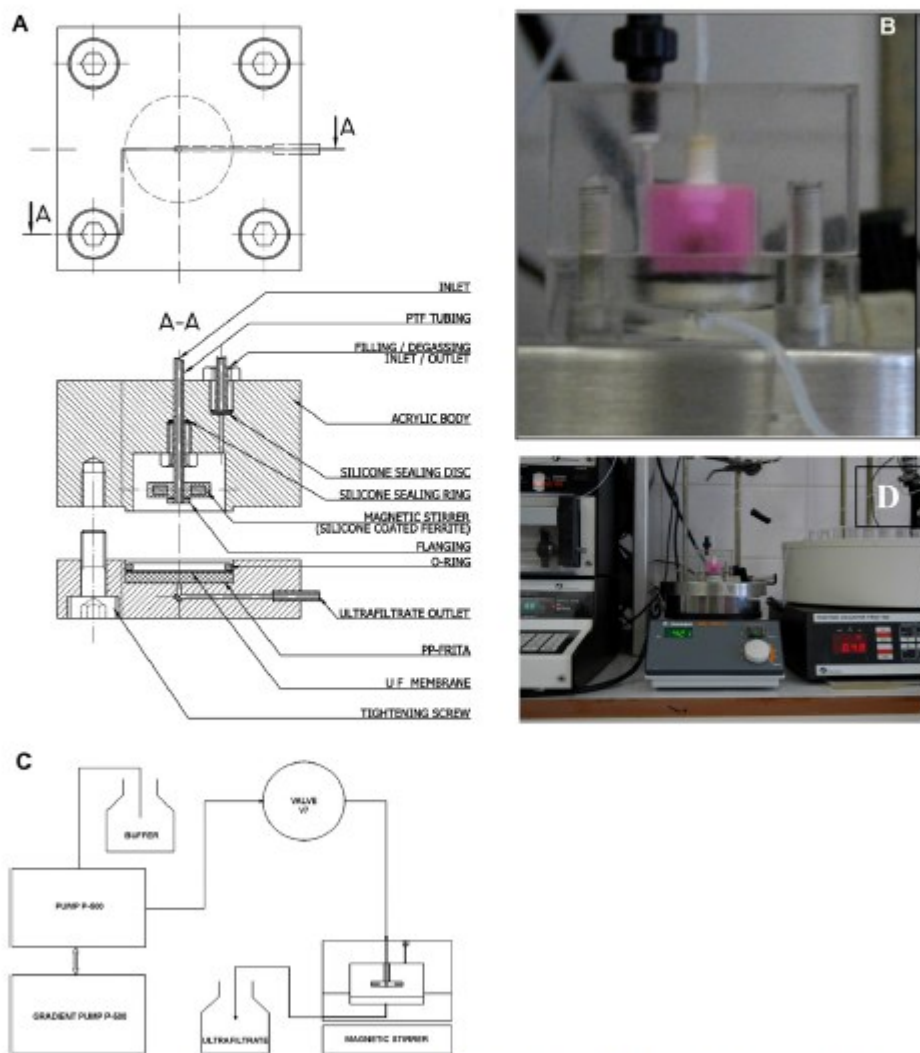 A
A
A
A-A
INLET
PTF TUBING
FILLING / DEGASSING
INLET / OUTLET
ACRYLIC BODY
SILICONE SEALING DISC
SILICONE SEALING RING
MAGNETIC STIRRER
(SILICONE COATED FERRITE)
FLANGING
O-RING
ULTRAFILTRATE OUTLET
PP-FRITA
U F MEMBRANE
TIGHTENING SCREW
B
D
C
BUFFER
VALVE
V7
PUMP P-500
GRADIENT PUMP P-500
ULTRAFILTRATE
MAGNETIC STIRRER